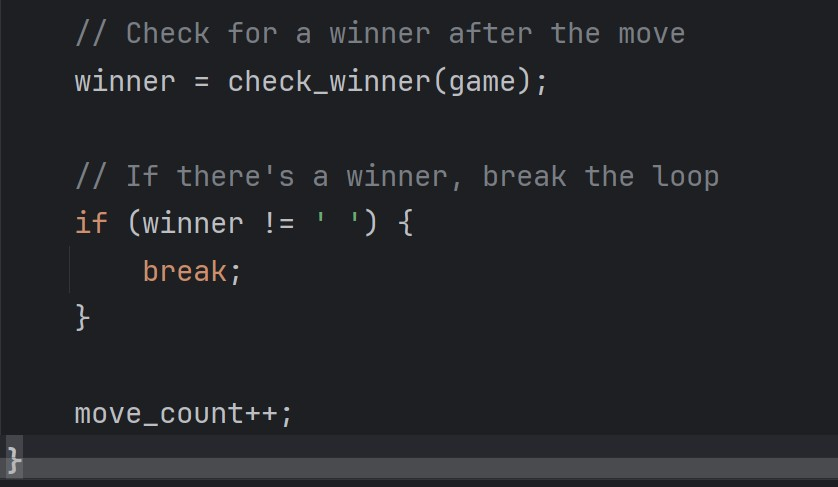 // Check for a winner after the move
winner = check_winner(game);
// If there's a winner, break the loop
if (winner != ' ') {
break;
}
move_count++;
}